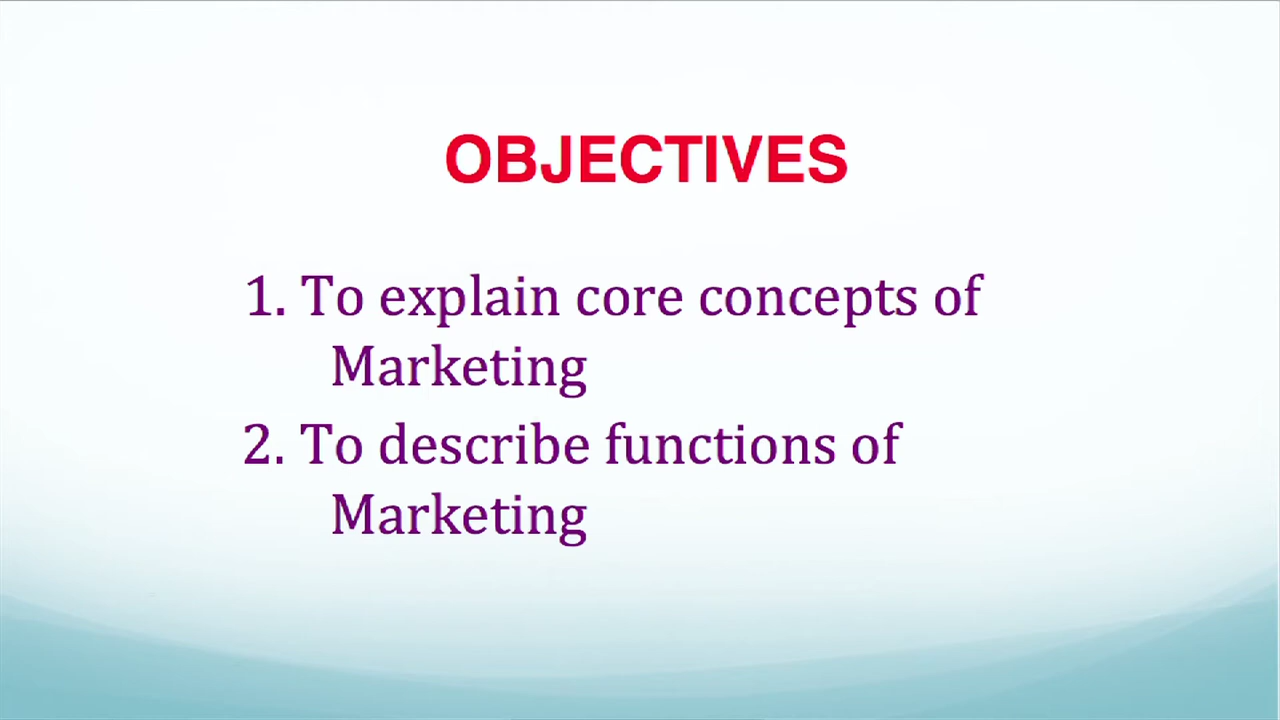 OBJECTIVES
1. To explain core concepts of
Marketing
2. To describe functions of
Marketing